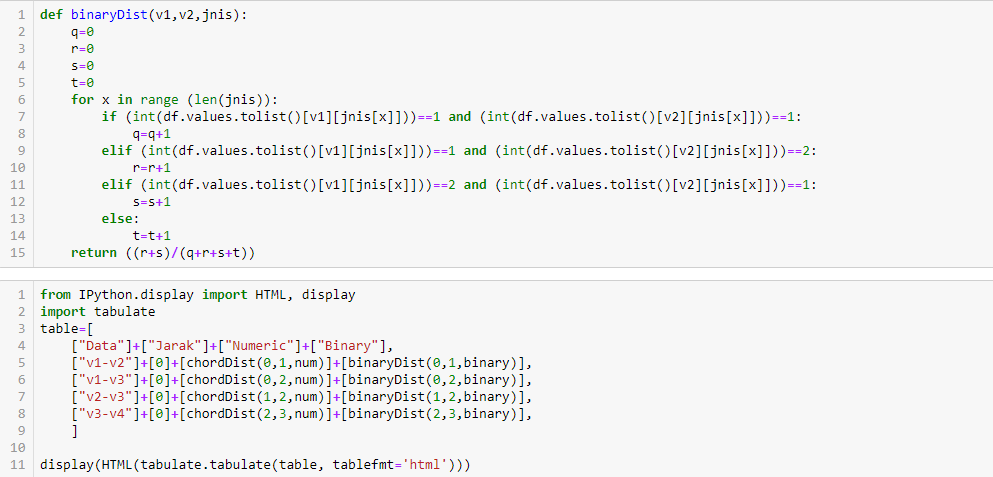 1 def binaryDist(v1,v2,jnis):
2     q=0
3     r=0
4     s=0
5     t=0
6     for x in range (len(jnis)):
7         if (int(df.values.tolist()[v1][jnis[x]]))==1 and (int(df.values.tolist()[v2][jnis[x]]))==1:
8             q=q+1
9         elif (int(df.values.tolist()[v1][jnis[x]]))==1 and (int(df.values.tolist()[v2][jnis[x]]))==2:
10             r=r+1
11         elif (int(df.values.tolist()[v1][jnis[x]]))==2 and (int(df.values.tolist()[v2][jnis[x]]))==1:
12             s=s+1
13         else:
14             t=t+1
15     return ((r+s)/(q+r+s+t))
1 from IPython.display import HTML, display
2 import tabulate
3 table=[
4     ["Data"]+["Jarak"]+["Numeric"]+["Binary"],
5     ["v1-v2"]+[0]+[chordDist(0,1,num)]+[binaryDist(0,1,binary)],
6     ["v1-v3"]+[0]+[chordDist(0,2,num)]+[binaryDist(0,2,binary)],
7     ["v2-v3"]+[0]+[chordDist(1,2,num)]+[binaryDist(1,2,binary)],
8     ["v3-v4"]+[0]+[chordDist(2,3,num)]+[binaryDist(2,3,binary)],
9     ]
10
11 display(HTML(tabulate.tabulate(table, tablefmt='html')))